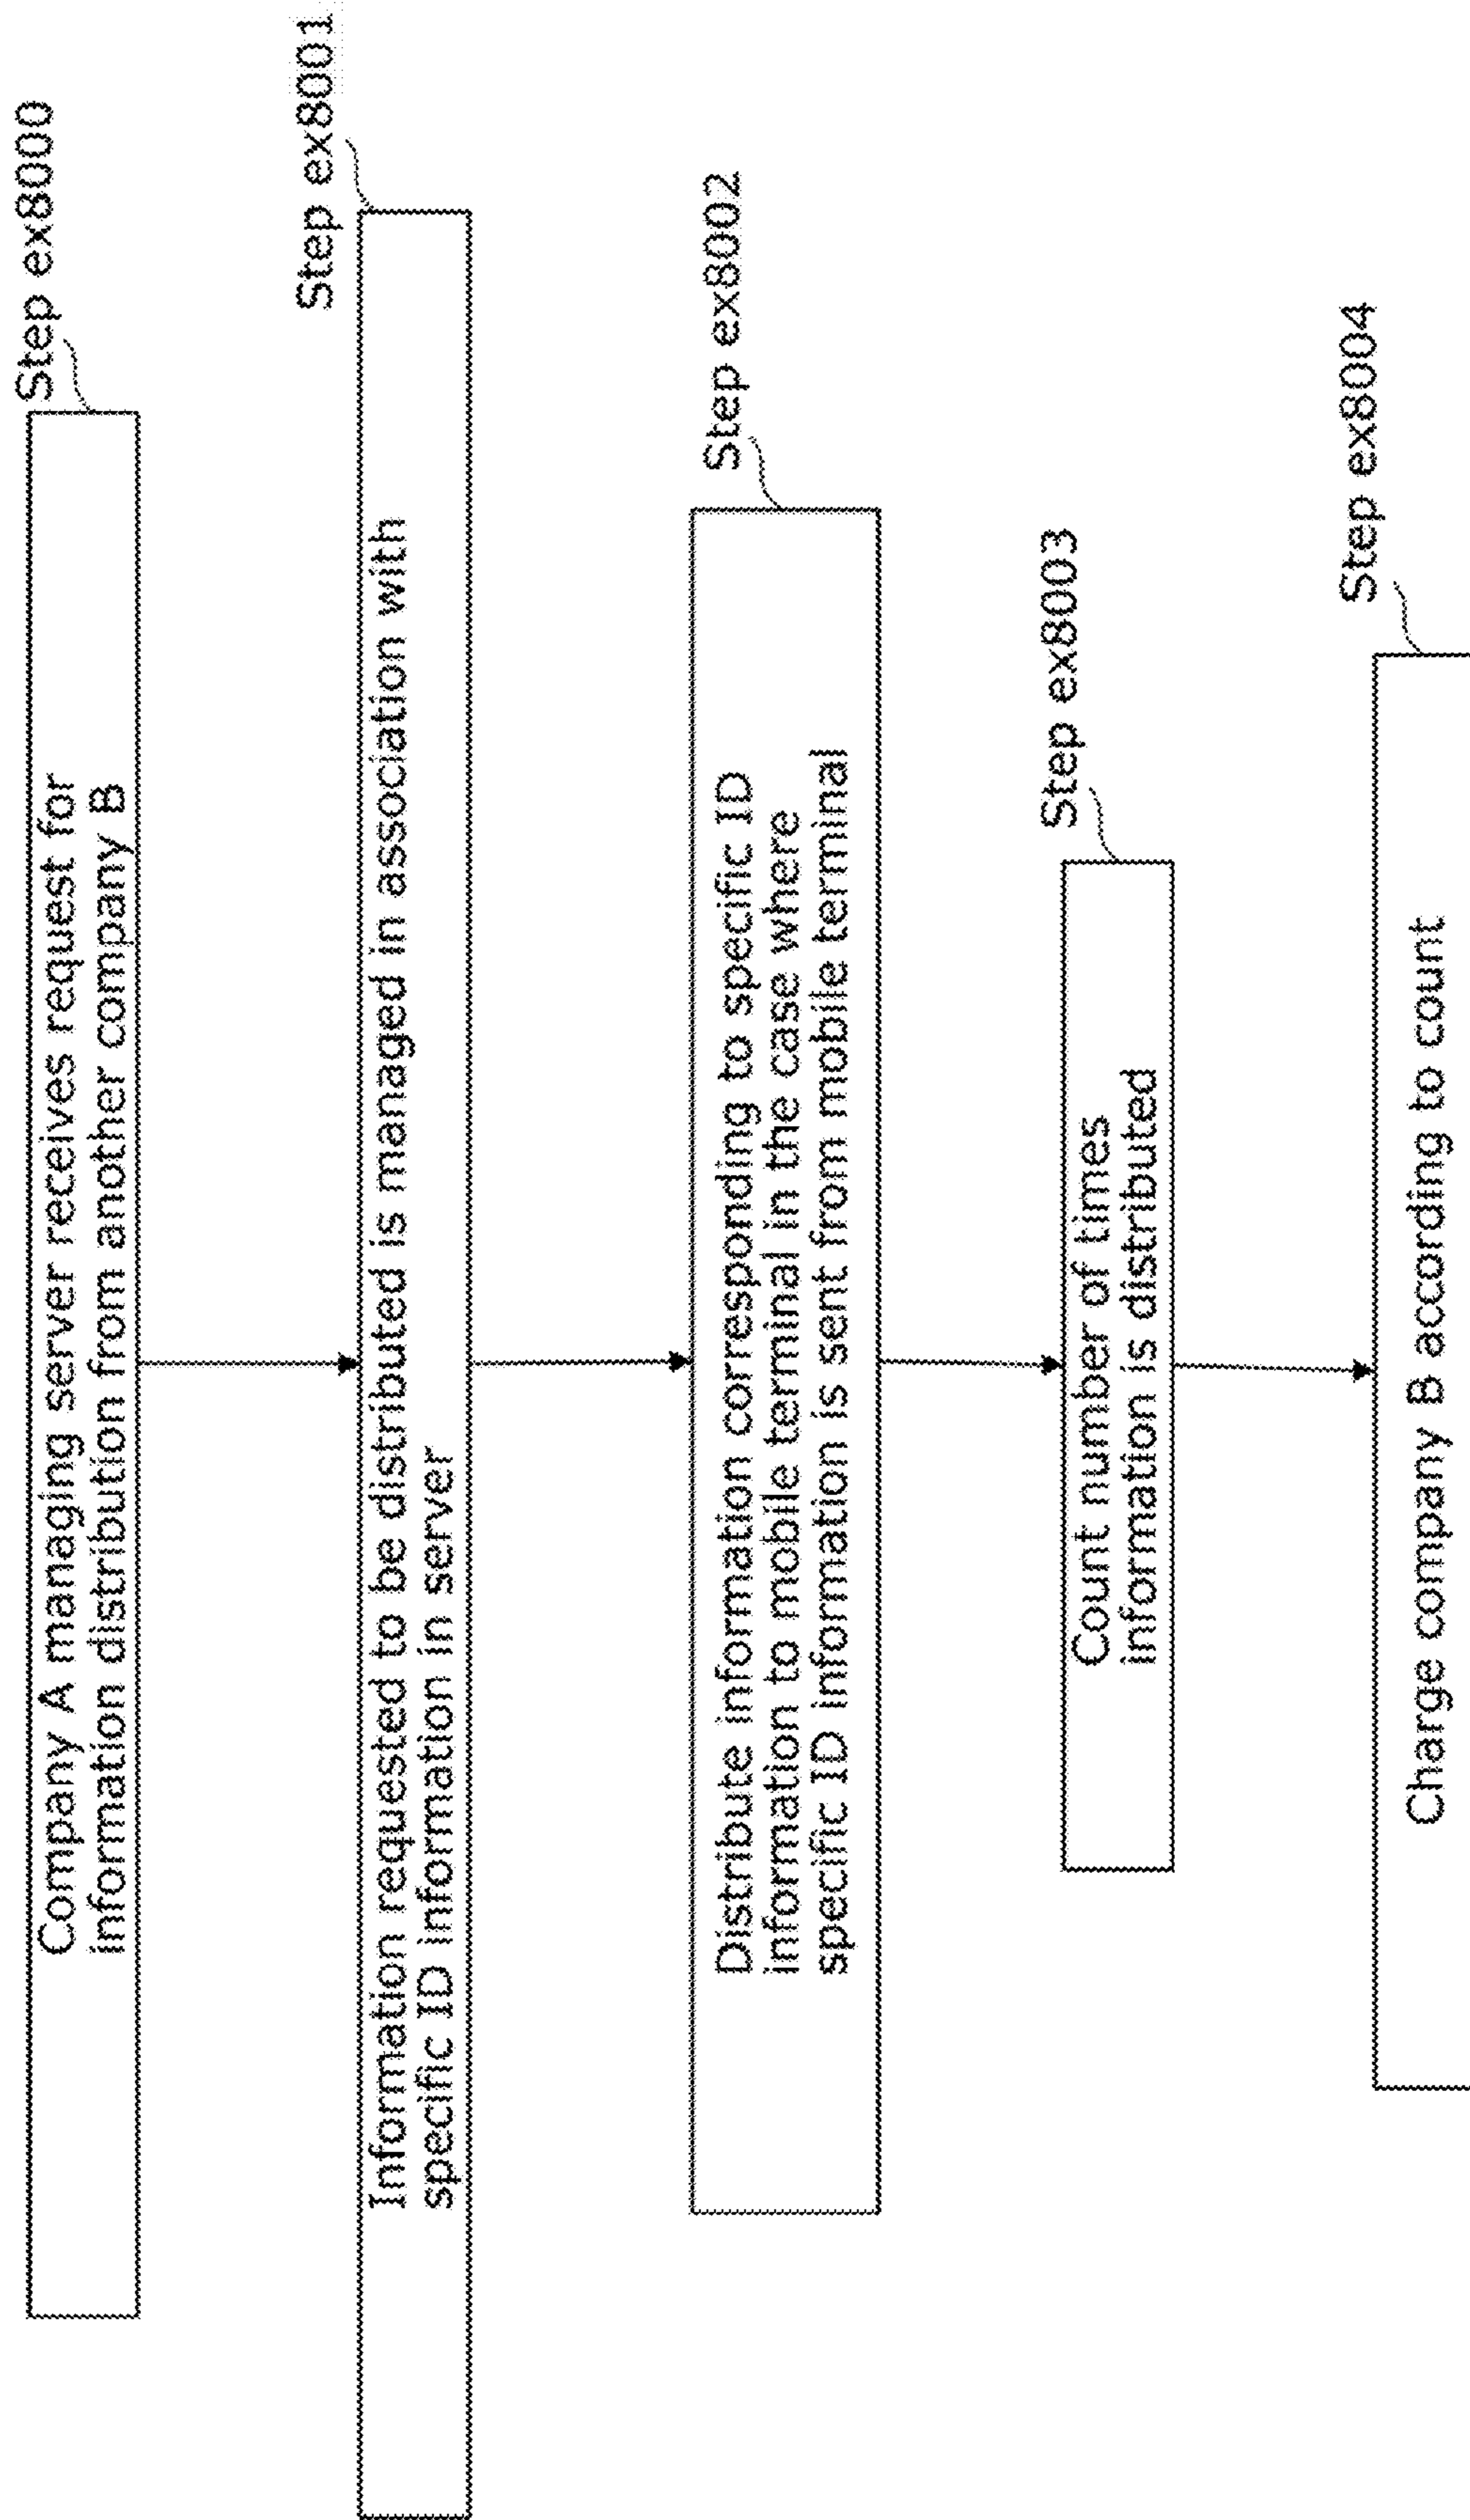 Step ex8000
Company A managing server receives request for
information distribution from another company B
Step ex8001
Information requested to be distributed is managed in association with
specific ID information in server
Step ex8002
Distribute information corresponding to specific ID
information to mobile terminal in the case where
specific ID information is sent from mobile terminal
Step ex8003
Count number of times
information is distributed
Step ex8004
Charge company B according to count